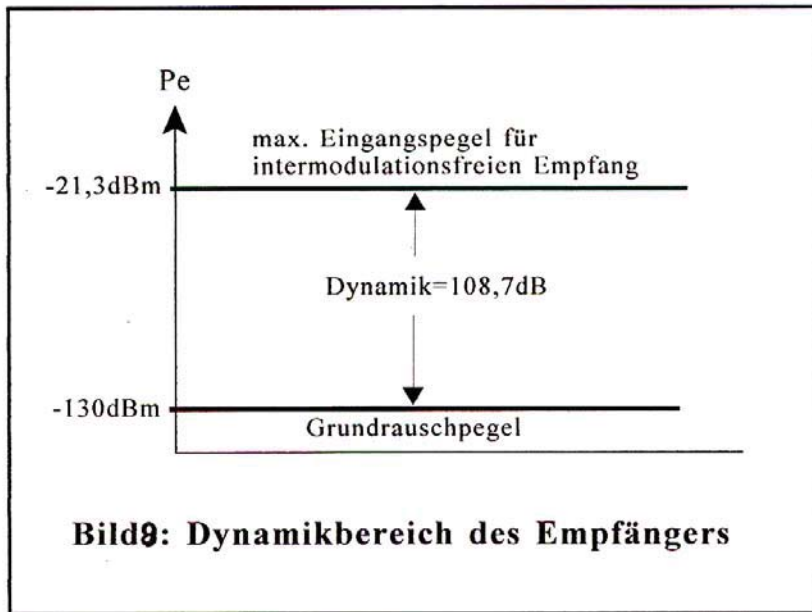 Pe
max. Eingangspegel für
intermodulationsfreien Empfang
-21,3dBm
Dynamik=108,7dB
-130dBm
Grundrauschpegel
Bild9: Dynamikbereich des Empfängers